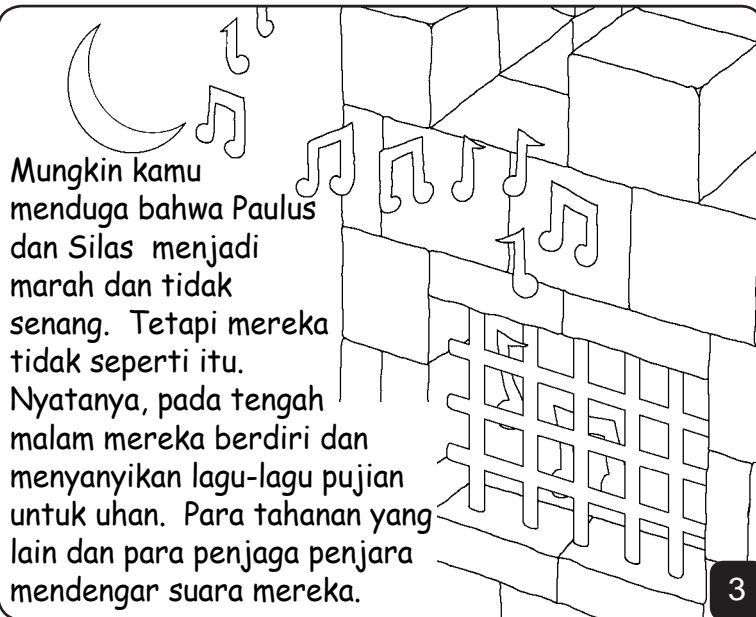 Mungkin kamu
menduga bahwa Paulus
dan Silas  menjadi
marah dan tidak
senang.  Tetapi mereka
tidak seperti itu.
Nyatanya, pada tengah
malam mereka berdiri dan
menyanyikan lagu-lagu pujian
untuk uhan.  Para tahanan yang
lain dan para penjaga penjara
mendengar suara mereka.
3